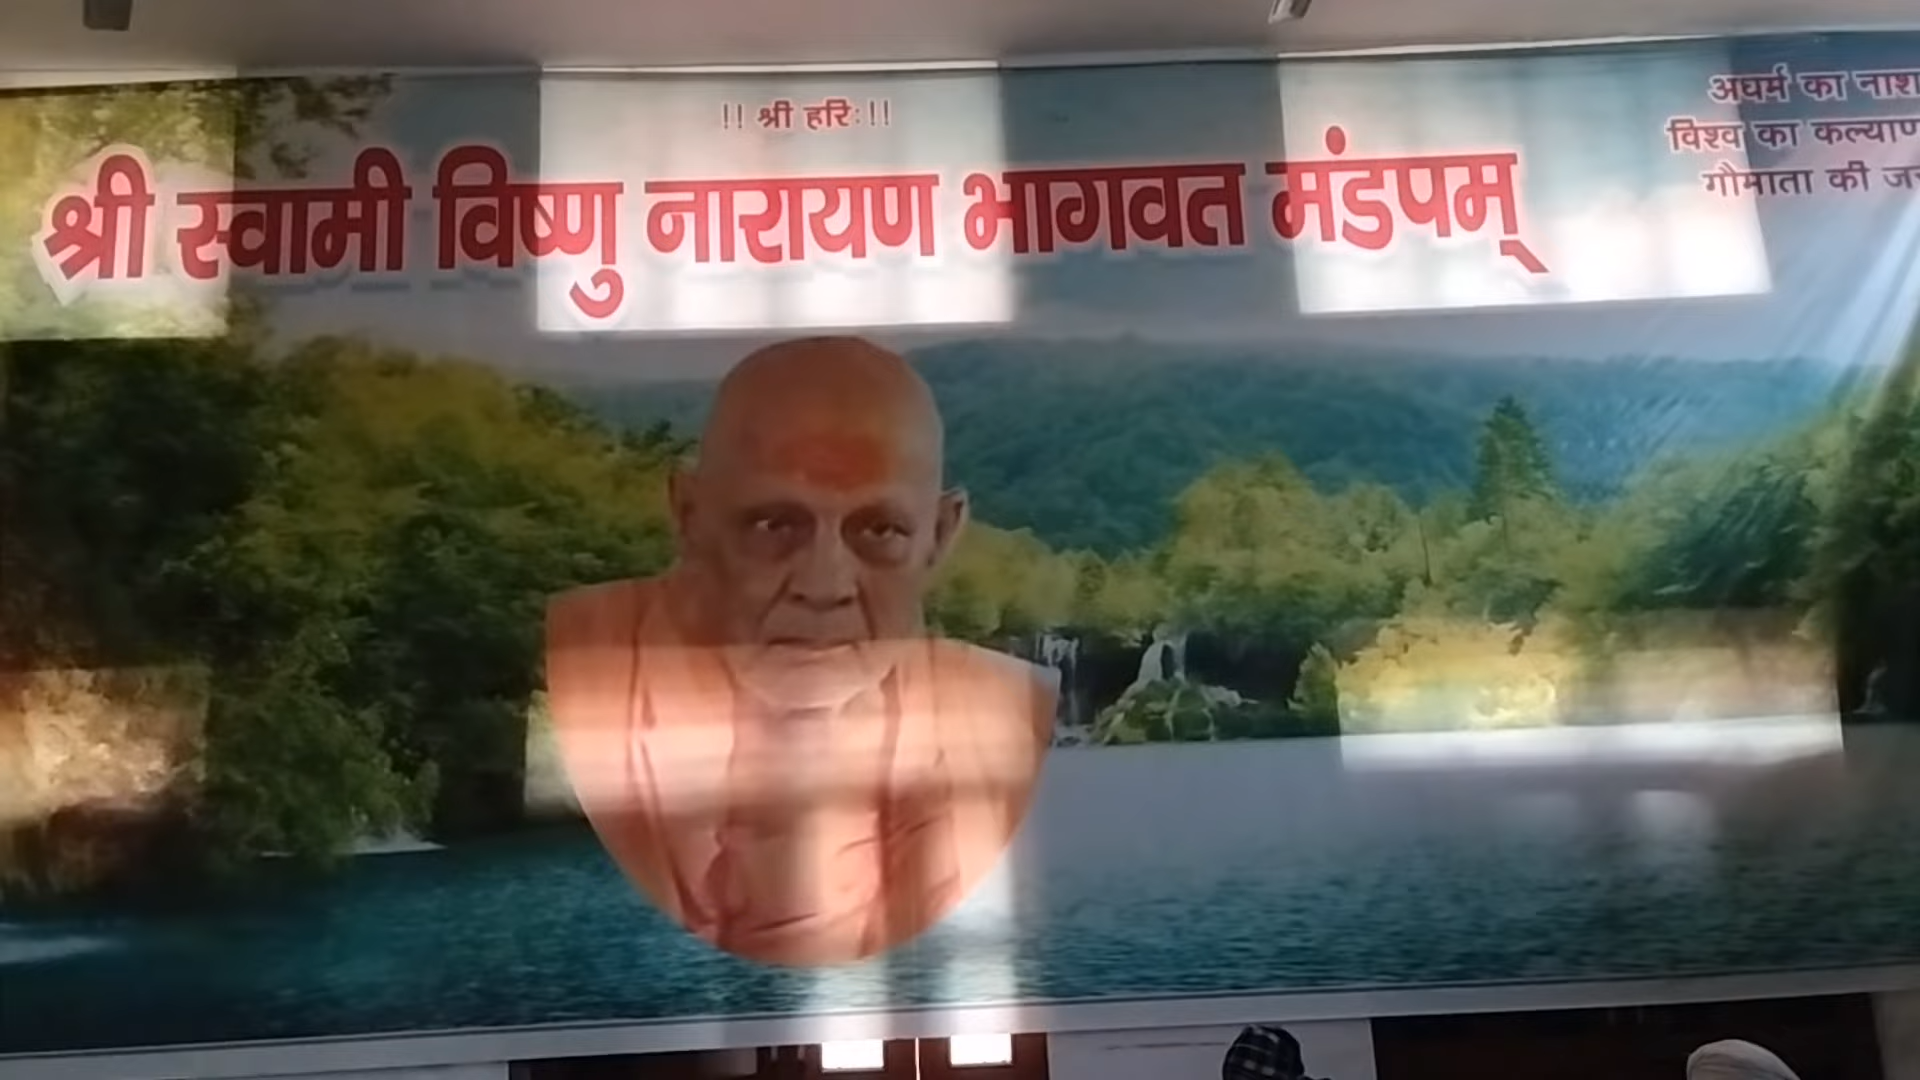 !! श्री हरिः!!
श्री स्वामी विष्णु नारायण भागवत मंडपम्
अधर्म का नाश
विश्व का कल्याण
गौमाता की